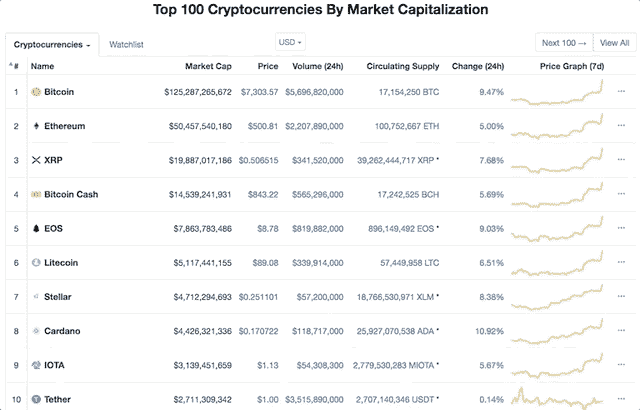 Top 100 Cryptocurrencies By Market Capitalization
Cryptocurrencies Watchlist USD Next 100 → View All
# Name Market Cap Price Volume (24h) Circulating Supply Change (24h) Price Graph (7d)
1 Bitcoin $125,287,265,672 $7,303.57 $5,696,820,000 17,154,250 BTC 9.47%
2 Ethereum $50,457,540,180 $500.81 $2,207,890,000 100,752,667 ETH 5.00%
3 XRP $19,887,017,186 $0.506515 $341,520,000 39,262,444,717 XRP * 7.68%
4 Bitcoin Cash $14,539,241,931 $843.22 $565,296,000 17,242,525 BCH 5.69%
5 EOS $7,863,783,486 $8.78 $819,882,000 896,149,492 EOS * 9.03%
6 Litecoin $5,117,441,155 $89.08 $339,914,000 57,449,958 LTC 6.51%
7 Stellar $4,712,294,693 $0.251101 $57,200,000 18,766,530,971 XLM * 8.38%
8 Cardano $4,426,321,336 $0.170722 $118,717,000 25,927,070,538 ADA * 10.92%
9 IOTA $3,139,451,659 $1.13 $54,308,300 2,779,530,283 MIOTA * 5.67%
10 Tether $2,711,309,342 $1.00 $3,515,890,000 2,707,140,346 USDT * 0.14%